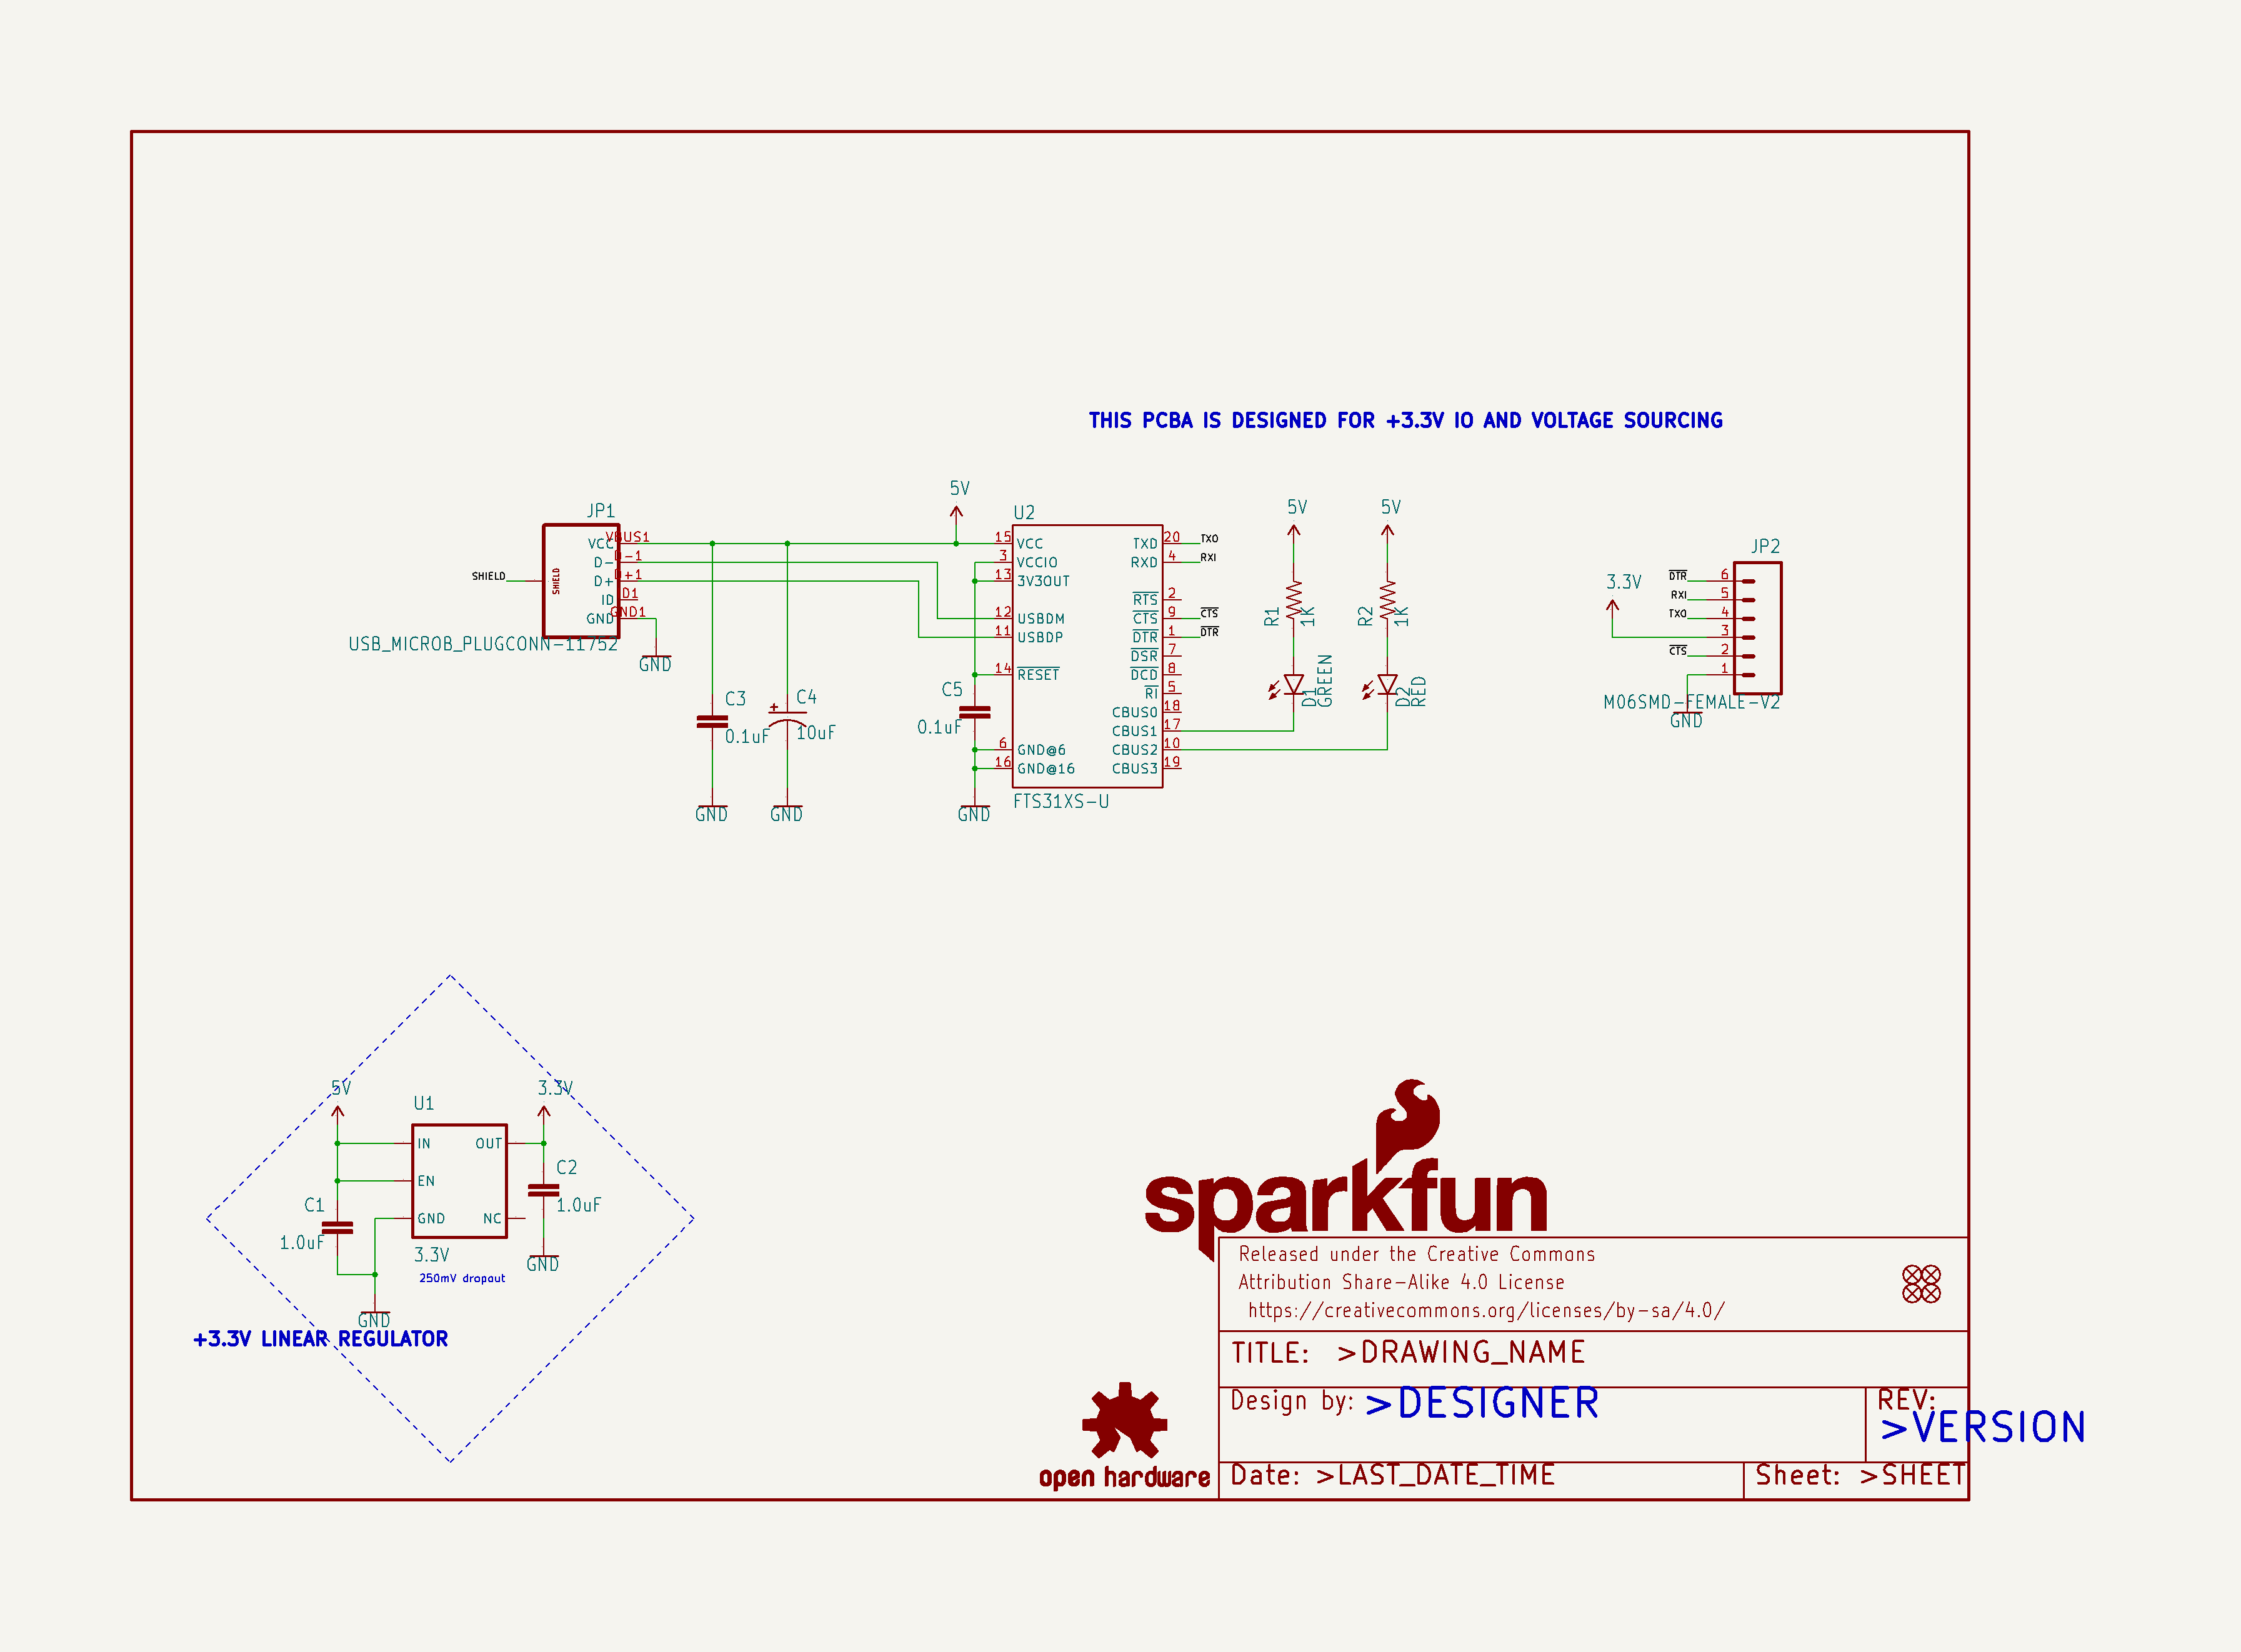 THIS PCBA IS DESIGNED FOR +3.3V IO AND VOLTAGE SOURCING
JP1
VCC
VBUS1
D-
D-1
D+
D+1
ID
D1
GND
GND1
SHIELD
SHIELD
USB_MICROB_PLUGCONN-11752
GND
C3
0.1uF
GND
C4
10uF
GND
5V
C5
0.1uF
GND
U2
15 VCC
3 VCCIO
13 3V3OUT
12 USBDM
11 USBDP
14 RESET
6 GND@6
16 GND@16
TXD 20 TXO
RXD 4 RXI
RTS 2
CTS 9 CTS
DTR 1 DTR
DSR 7
DCD 8
RI 5
CBUS0 18
CBUS1 17
CBUS2 10
CBUS3 19
FTS31XS-U
5V
R1
1K
D1
GREEN
5V
R2
1K
D2
RED
JP2
3.3V
DTR 6
RXI 5
TXO 4
3
CTS 2
1
M06SMD-FEMALE-V2
GND
5V
3.3V
U1
IN OUT
EN
GND NC
C1
1.0uF
C2
1.0uF
GND
3.3V
250mV dropout
GND
+3.3V LINEAR REGULATOR
sparkfun
Released under the Creative Commons
Attribution Share-Alike 4.0 License
https://creativecommons.org/licenses/by-sa/4.0/
TITLE: >DRAWING_NAME
Design by: >DESIGNER
REV:
>VERSION
open hardware
Date: >LAST_DATE_TIME
Sheet: >SHEET